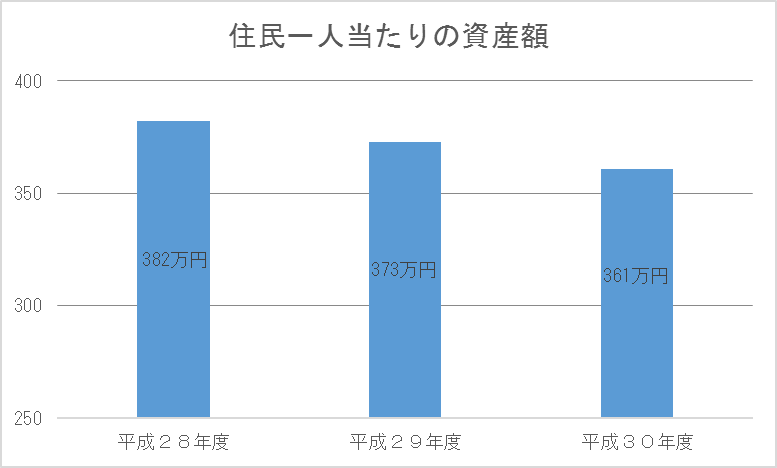 住民一人当たりの資産額
400
350
300
250
382万円
373万円
361万円
平成２８年度
平成２９年度
平成３０年度